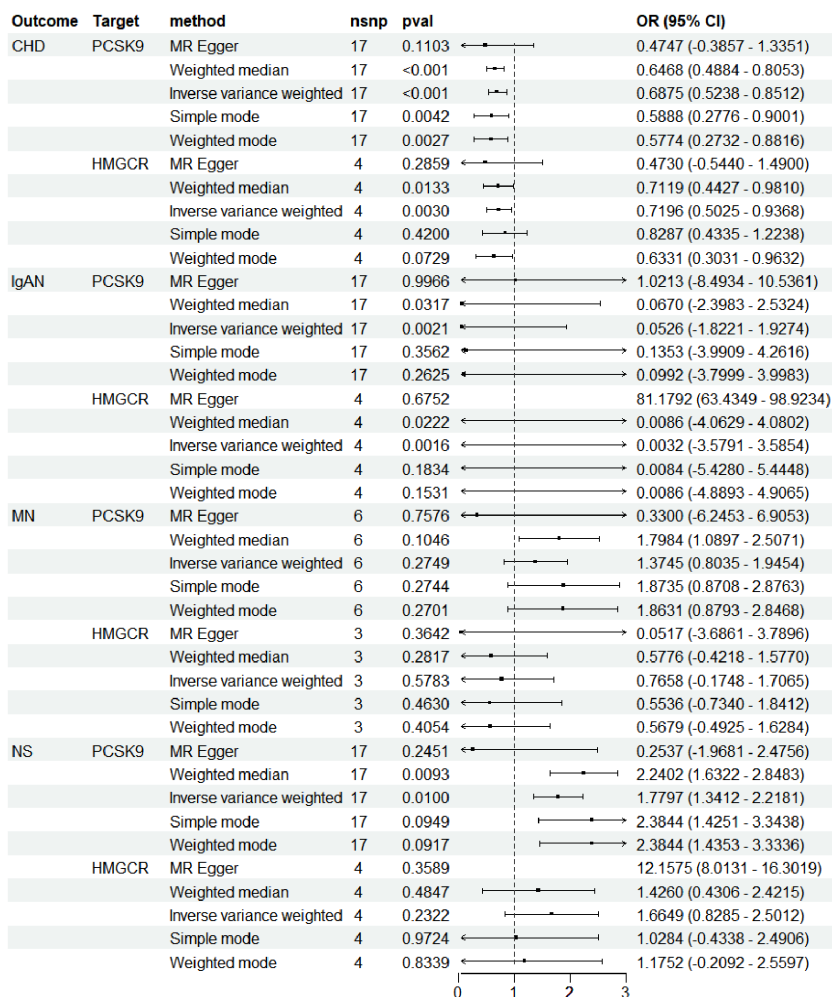 Outcome Target method nsnp pval OR (95% CI)
CHD PCSK9 MR Egger 17 0.1103 0.4747 (-0.3857 - 1.3351)
Weighted median 17 <0.001 0.6468 (0.4884 - 0.8053)
Inverse variance weighted 17 <0.001 0.6875 (0.5238 - 0.8512)
Simple mode 17 0.0042 0.5888 (0.2776 - 0.9001)
Weighted mode 17 0.0027 0.5774 (0.2732 - 0.8816)
HMGCR MR Egger 4 0.2859 0.4730 (-0.5440 - 1.4900)
Weighted median 4 0.0133 0.7119 (0.4427 - 0.9810)
Inverse variance weighted 4 0.0030 0.7196 (0.5025 - 0.9368)
Simple mode 4 0.4200 0.8287 (0.4335 - 1.2238)
Weighted mode 4 0.0729 0.6331 (0.3031 - 0.9632)
IgAN PCSK9 MR Egger 17 0.9966 1.0213 (-8.4934 - 10.5361)
Weighted median 17 0.0317 0.0670 (-2.3983 - 2.5324)
Inverse variance weighted 17 0.0021 0.0526 (-1.8221 - 1.9274)
Simple mode 17 0.3562 0.1353 (-3.9909 - 4.2616)
Weighted mode 17 0.2625 0.0992 (-3.7999 - 3.9983)
HMGCR MR Egger 4 0.6752 81.1792 (63.4349 - 98.9234)
Weighted median 4 0.0222 0.0086 (-4.0629 - 4.0802)
Inverse variance weighted 4 0.0016 0.0032 (-3.5791 - 3.5854)
Simple mode 4 0.1834 0.0084 (-5.4280 - 5.4448)
Weighted mode 4 0.1531 0.0086 (-4.8893 - 4.9065)
MN PCSK9 MR Egger 6 0.7576 0.3300 (-6.2453 - 6.9053)
Weighted median 6 0.1046 1.7984 (1.0897 - 2.5071)
Inverse variance weighted 6 0.2749 1.3745 (0.8035 - 1.9454)
Simple mode 6 0.2744 1.8735 (0.8708 - 2.8763)
Weighted mode 6 0.2701 1.8631 (0.8793 - 2.8468)
HMGCR MR Egger 3 0.3642 0.0517 (-3.6861 - 3.7896)
Weighted median 3 0.2817 0.5776 (-0.4218 - 1.5770)
Inverse variance weighted 3 0.5783 0.7658 (-0.1748 - 1.7065)
Simple mode 3 0.4630 0.5536 (-0.7340 - 1.8412)
Weighted mode 3 0.4054 0.5679 (-0.4925 - 1.6284)
NS PCSK9 MR Egger 17 0.2451 0.2537 (-1.9681 - 2.4756)
Weighted median 17 0.0093 2.2402 (1.6322 - 2.8483)
Inverse variance weighted 17 0.0100 1.7797 (1.3412 - 2.2181)
Simple mode 17 0.0949 2.3844 (1.4251 - 3.3438)
Weighted mode 17 0.0917 2.3844 (1.4353 - 3.3336)
HMGCR MR Egger 4 0.3589 12.1575 (8.0131 - 16.3019)
Weighted median 4 0.4847 1.4260 (0.4306 - 2.4215)
Inverse variance weighted 4 0.2322 1.6649 (0.8285 - 2.5012)
Simple mode 4 0.9724 1.0284 (-0.4338 - 2.4906)
Weighted mode 4 0.8339 1.1752 (-0.2092 - 2.5597)
0 1 2 3